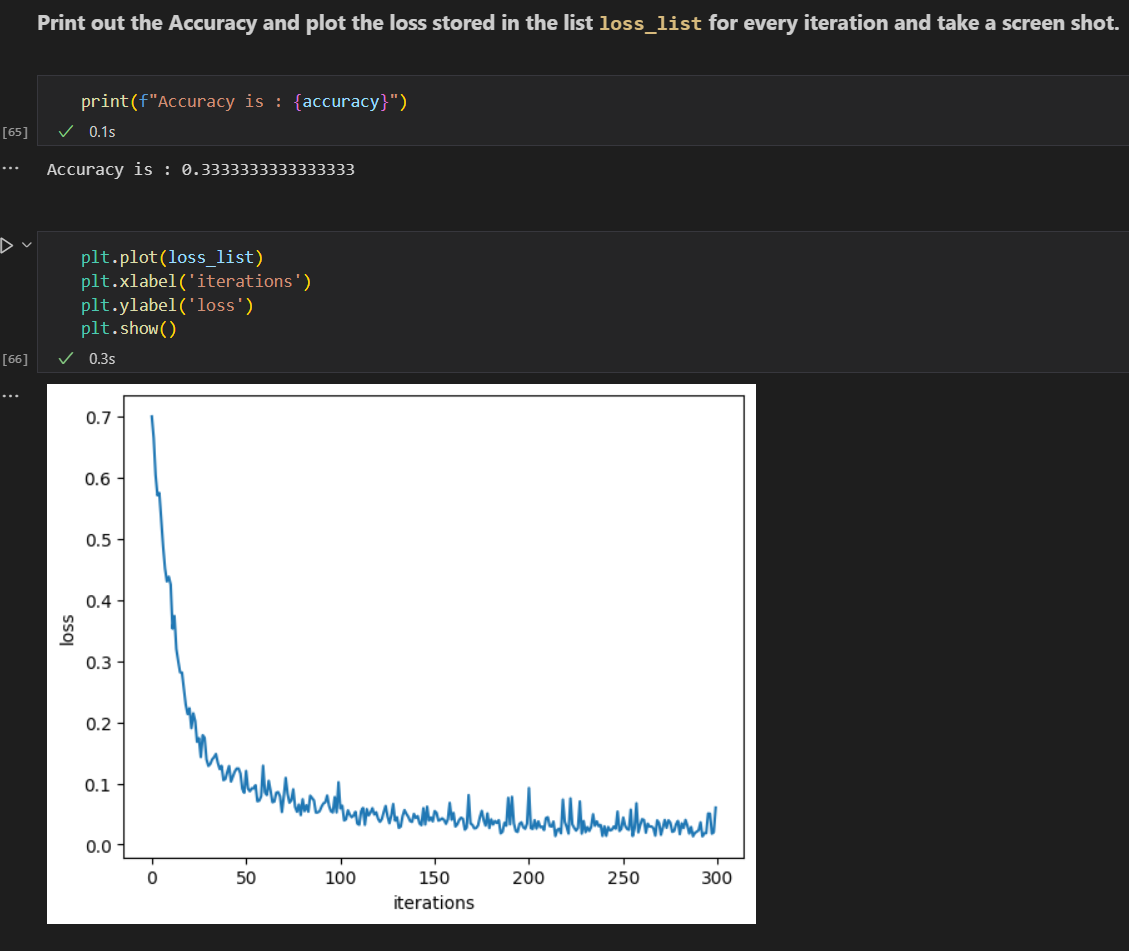 Print out the Accuracy and plot the loss stored in the list loss_list for every iteration and take a screen shot.
print(f"Accuracy is : {accuracy}")
[65]
0.1s
Accuracy is : 0.3333333333333333
plt.plot(loss_list)
plt.xlabel('iterations')
plt.ylabel('loss')
plt.show()
[66]
0.3s
0.7
0.6
0.5
0.4
0.3
0.2
0.1
0.0
loss
0 50 100 150 200 250 300
iterations